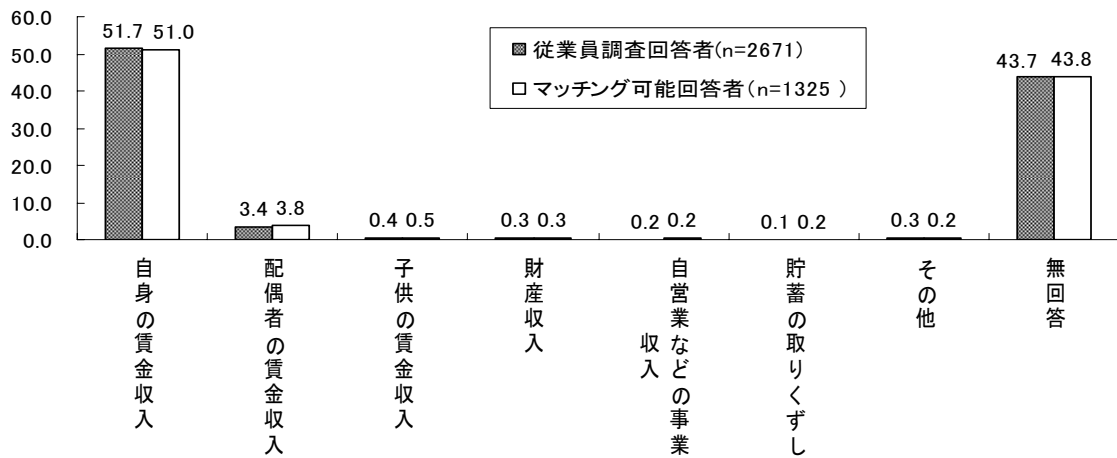 60.0
50.0
40.0
30.0
20.0
10.0
0.0
従業員調査回答者(n=2671)
マッチング可能回答者(n=1325 )
51.7 51.0
3.4 3.8
0.4 0.5
0.3 0.3
0.2 0.2
0.1 0.2
0.3 0.2
43.7 43.8
自身の賃金収入
配偶者の賃金収入
子供の賃金収入
財産収入
自営業などの事業
収入
貯蓄の取りくずし
その他
無回答